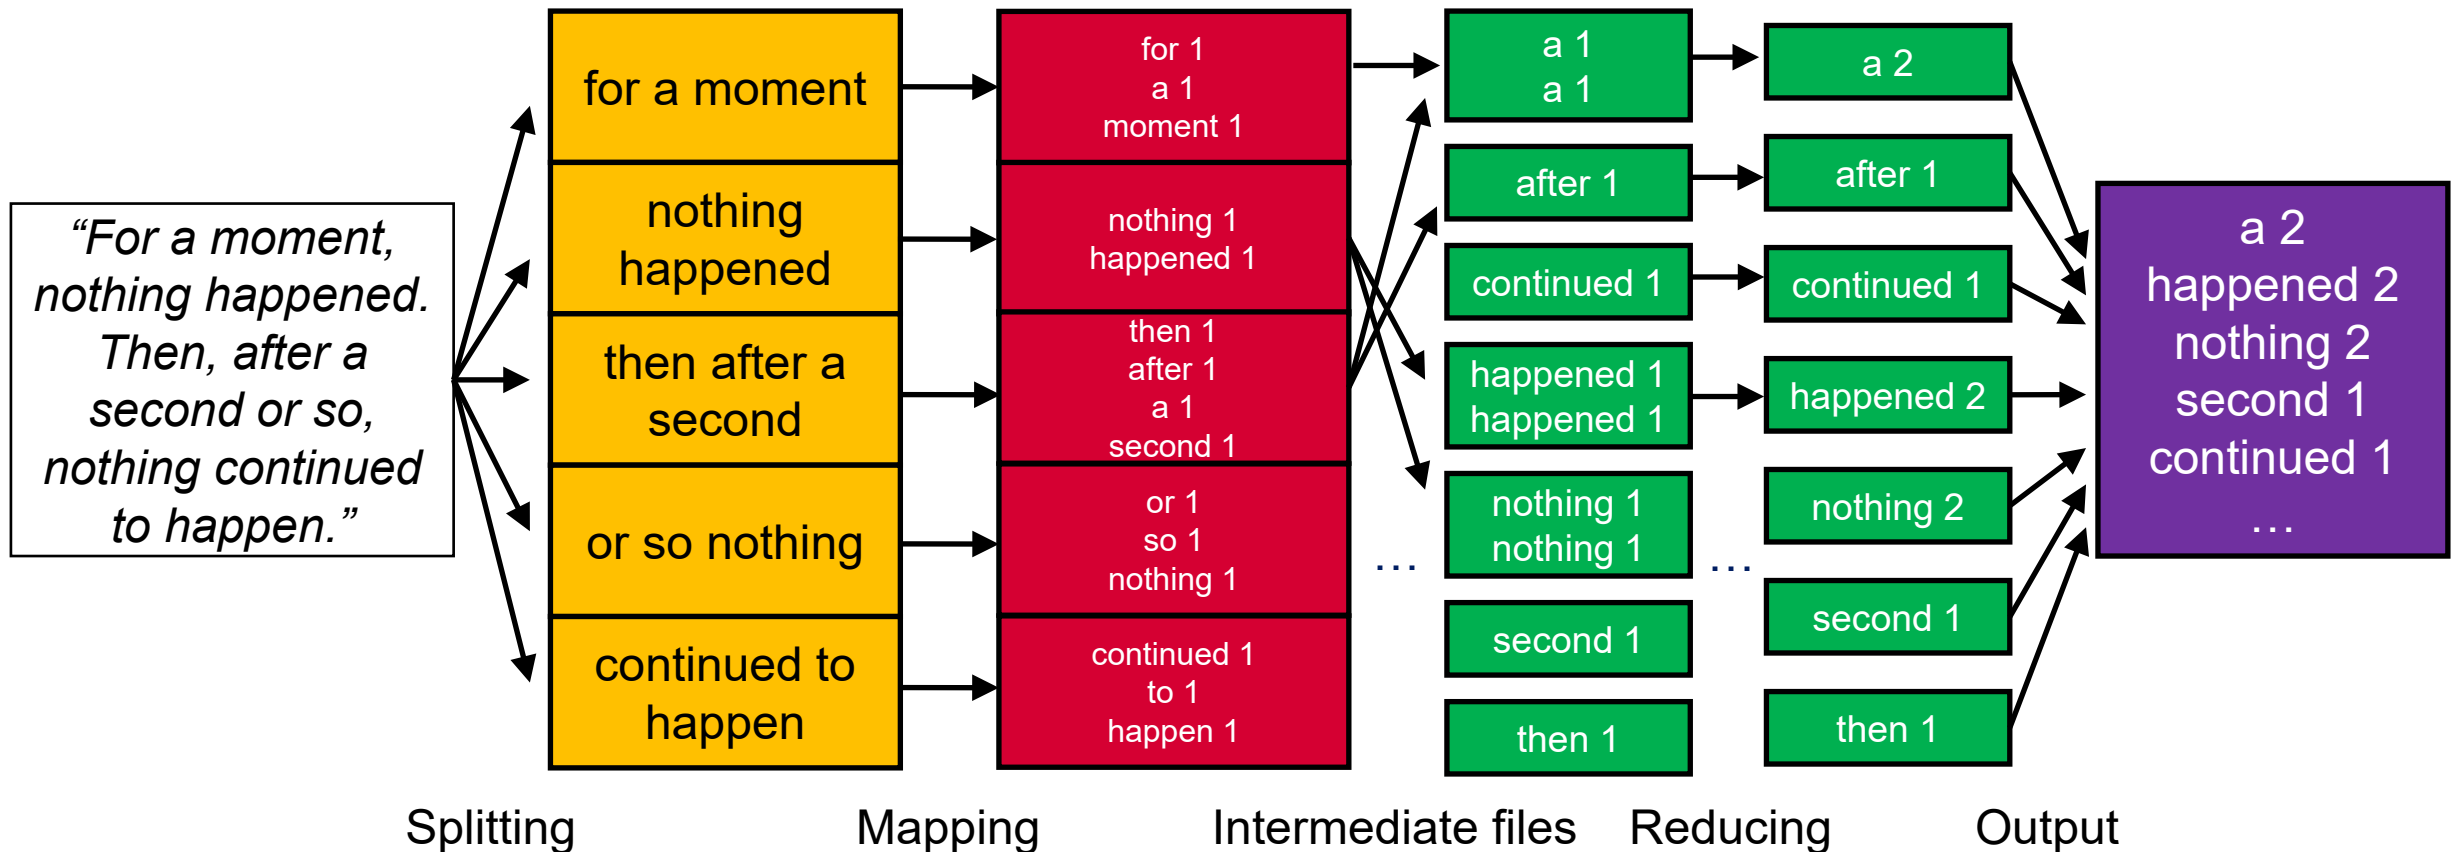 “For a moment,
nothing happened.
Then, after a
second or so,
nothing continued
to happen.”
for a moment
nothing
happened
then after a
second
or so nothing
continued to
happen
for 1
a 1
moment 1
nothing 1
happened 1
then 1
after 1
a 1
second 1
or 1
so 1
nothing 1
continued 1
to 1
happen 1
…
a 1
a 1
after 1
continued 1
happened 1
happened 1
nothing 1
nothing 1
second 1
then 1
…
a 2
after 1
continued 1
happened 2
nothing 2
second 1
then 1
a 2
happened 2
nothing 2
second 1
continued 1
…
Splitting
Mapping
Intermediate files
Reducing
Output